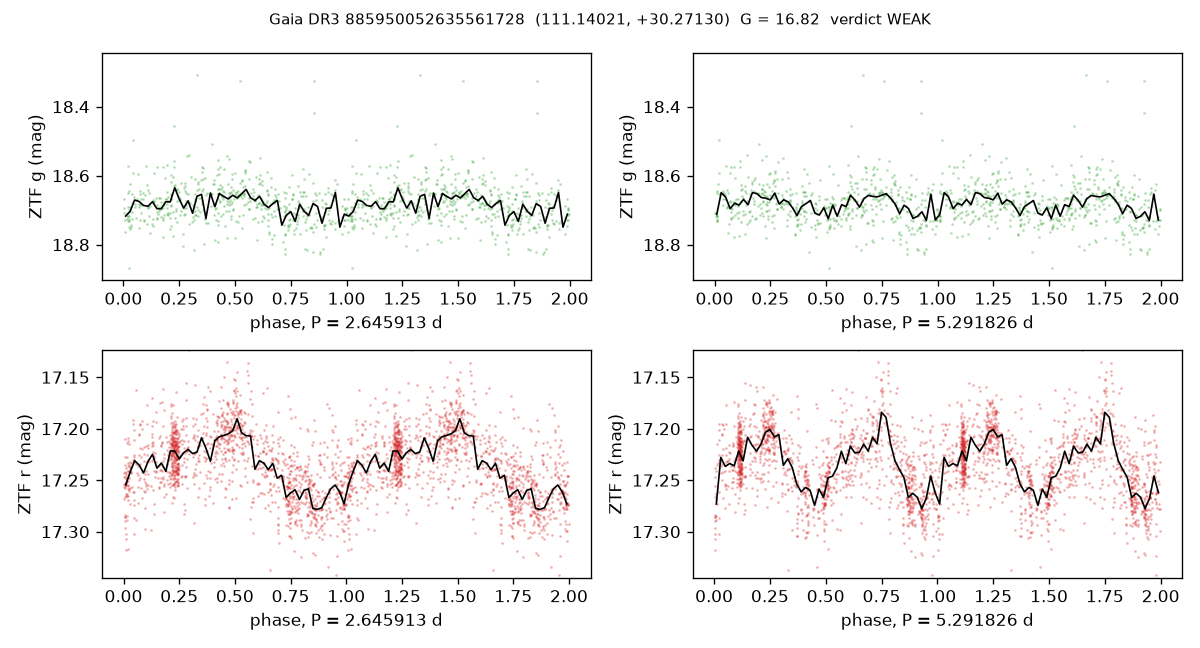 Gaia DR3 885950052635561728 (111.14021, +30.27130) G = 16.82 verdict WEAK
ZTF g (mag)
18.4
18.6
18.8
0.00 0.25 0.50 0.75 1.00 1.25 1.50 1.75 2.00
phase, P = 2.645913 d
ZTF g (mag)
18.4
18.6
18.8
0.00 0.25 0.50 0.75 1.00 1.25 1.50 1.75 2.00
phase, P = 5.291826 d
ZTF r (mag)
17.15
17.20
17.25
17.30
0.00 0.25 0.50 0.75 1.00 1.25 1.50 1.75 2.00
phase, P = 2.645913 d
ZTF r (mag)
17.15
17.20
17.25
17.30
0.00 0.25 0.50 0.75 1.00 1.25 1.50 1.75 2.00
phase, P = 5.291826 d